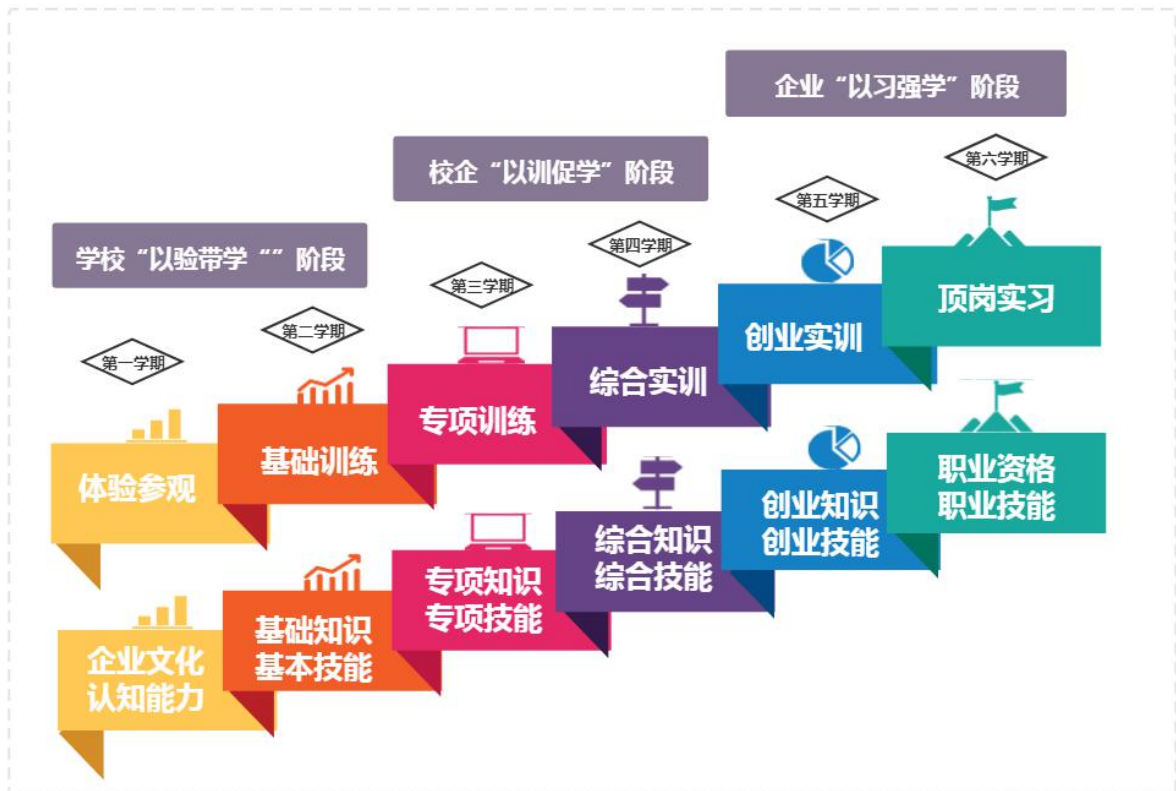 企业“以习强学”阶段
校企“以训促学”阶段
学校“以验带学“”阶段
第一学期
第二学期
第三学期
第四学期
第五学期
第六学期
体验参观
基础训练
专项训练
综合实训
创业实训
顶岗实习
企业文化
认知能力
基础知识
基本技能
专项知识
专项技能
综合知识
综合技能
创业知识
创业技能
职业资格
职业技能